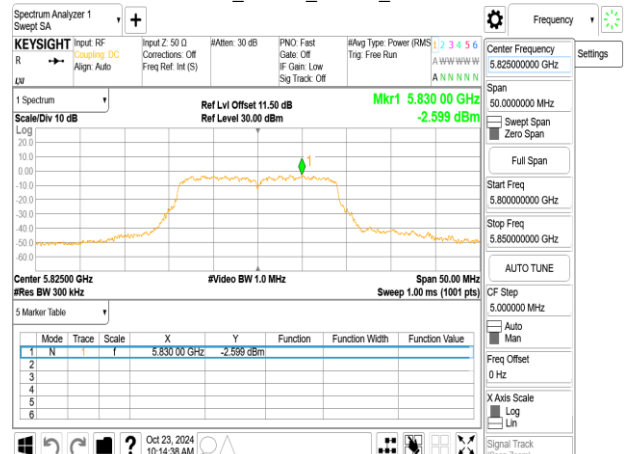 Spectrum Analyzer 1
Swept SA
Frequency
KEYSIGHT
R
Input: RF
Coupling: DC
Align: Auto
Input Z: 50 Ω
Corrections: Off
Freq Ref: Int (S)
#Atten: 30 dB
PNO: Fast
Gate: Off
IF Gain: Low
Sig Track: Off
#Avg Type: Power (RMS
Trig: Free Run
1 2 3 4 5 6
A W W W W W
A N N N N N
Center Frequency
5.825000000 GHz
Settings
1 Spectrum
Ref Lvl Offset 11.50 dB
Mkr1 5.830 00 GHz
Scale/Div 10 dB
Ref Level 30.00 dBm
-2.599 dBm
Log
20.0
10.0
0.00
-10.0
-20.0
-30.0
-40.0
-50.0
-60.0
1
Center 5.82500 GHz
#Video BW 1.0 MHz
Span 50.00 MHz
#Res BW 300 kHz
Sweep 1.00 ms (1001 pts)
Span
50.0000000 MHz
Swept Span
Zero Span
Full Span
Start Freq
5.800000000 GHz
Stop Freq
5.850000000 GHz
AUTO TUNE
CF Step
5.000000 MHz
Auto
Man
Freq Offset
0 Hz
X Axis Scale
Log
Lin
Signal Track
5 Marker Table
Mode Trace Scale X Y Function Function Width Function Value
1 N 1 f 5.830 00 GHz -2.599 dBm
2
3
4
5
6
?
Oct 23, 2024
10:14:38 AM